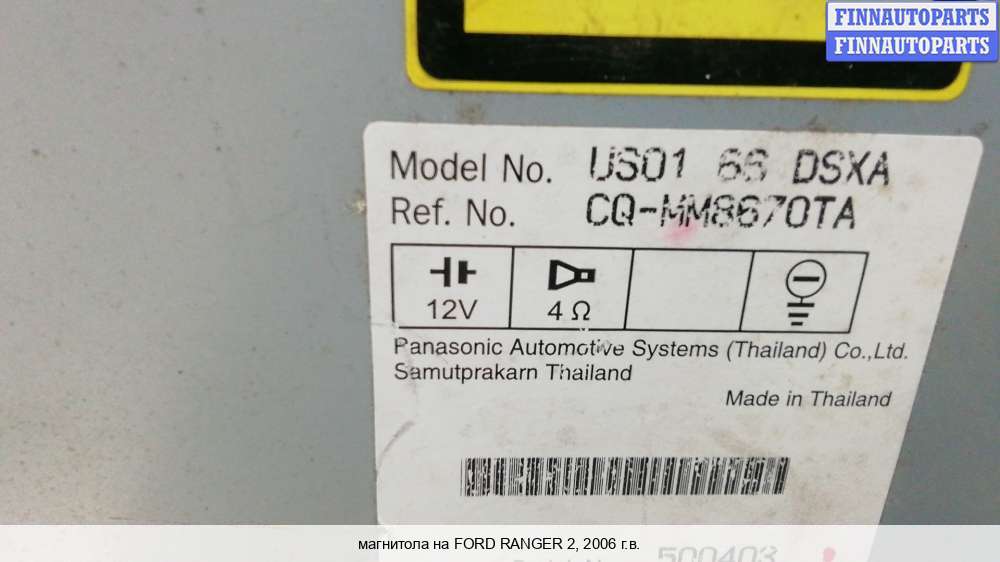 FINNAUTOPARTS
FINNAUTOPARTS
Model No. US01 66 DSXA
Ref. No. CQ-MM8670TA
12V
4 Ω
Panasonic Automotive Systems (Thailand) Co.,Ltd.
Samutprakarn Thailand
Made in Thailand
500403
магнитола на FORD RANGER 2, 2006 г.в.